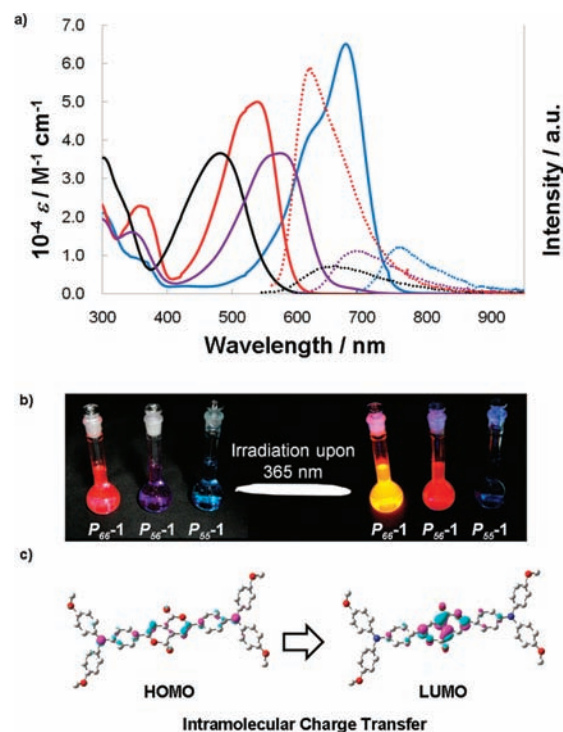 a)
7.0
6.0
5.0
4.0
3.0
2.0
1.0
0.0
10⁻⁴ ε / M⁻¹ cm⁻¹
Intensity / a.u.
300 400 500 600 700 800 900
Wavelength / nm
b)
Irradiation upon
365 nm
P₆₆-1 P₅₆-1 P₅₅-1 P₆₆-1 P₅₆-1 P₅₅-1
c)
HOMO LUMO
Intramolecular Charge Transfer